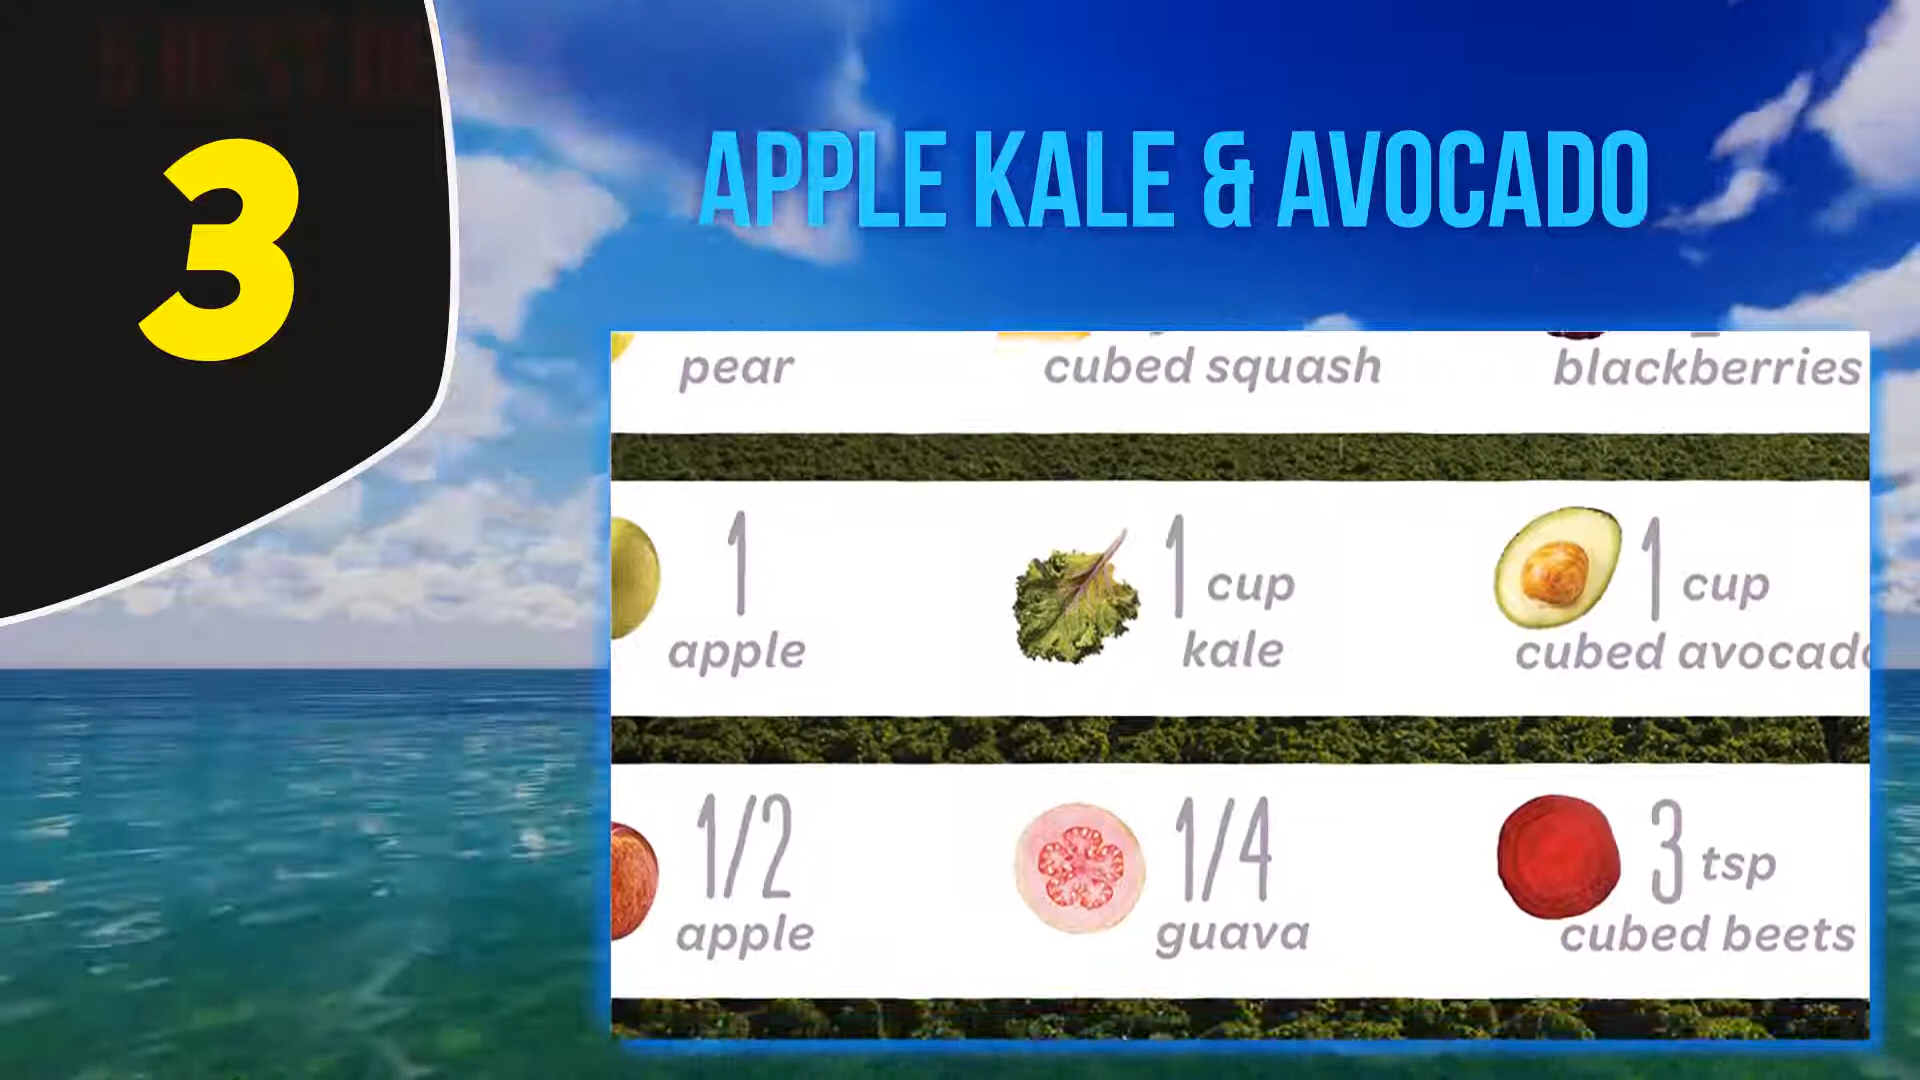 3
APPLE KALE & AVOCADO
pear
cubed squash
blackberries
1
apple
1 cup
kale
1 cup
cubed avocado
1/2
apple
1/4
guava
3 tsp
cubed beets